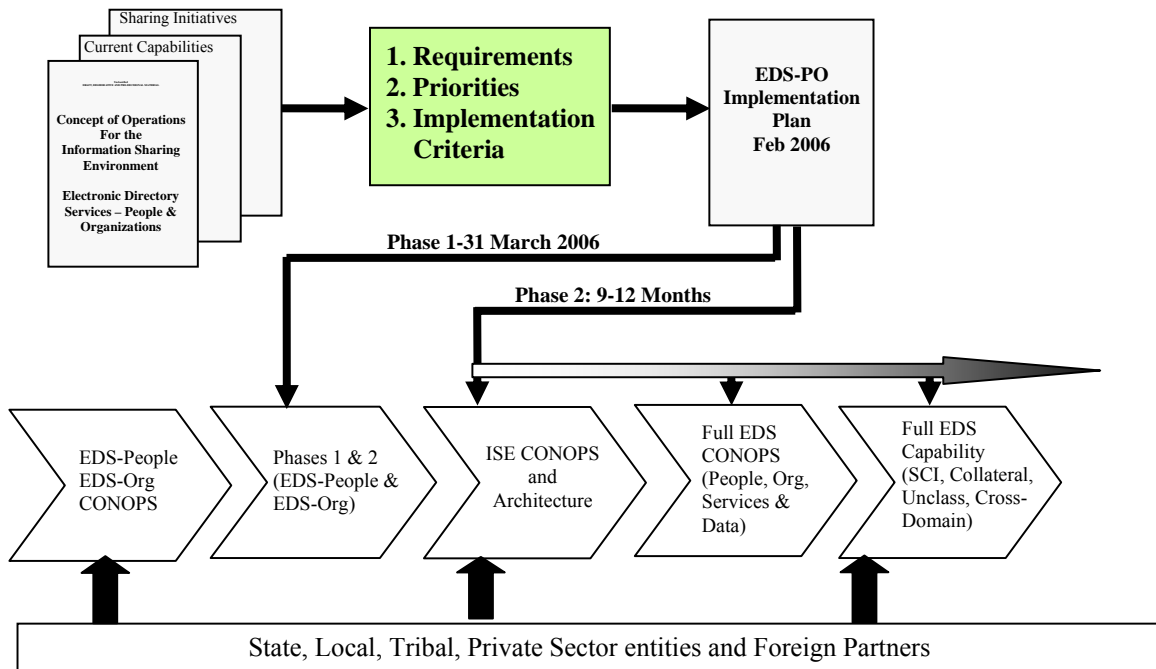 Sharing Initiatives
Current Capabilities
Concept of Operations
For the
Information Sharing
Environment
Electronic Directory
Services – People &
Organizations
1. Requirements
2. Priorities
3. Implementation
Criteria
EDS-PO
Implementation
Plan
Feb 2006
Phase 1-31 March 2006
Phase 2: 9-12 Months
EDS-People
EDS-Org
CONOPS
Phases 1 & 2
(EDS-People &
EDS-Org)
ISE CONOPS
and
Architecture
Full EDS
CONOPS
(People, Org,
Services &
Data)
Full EDS
Capability
(SCI, Collateral,
Unclass, Cross-
Domain)
State, Local, Tribal, Private Sector entities and Foreign Partners